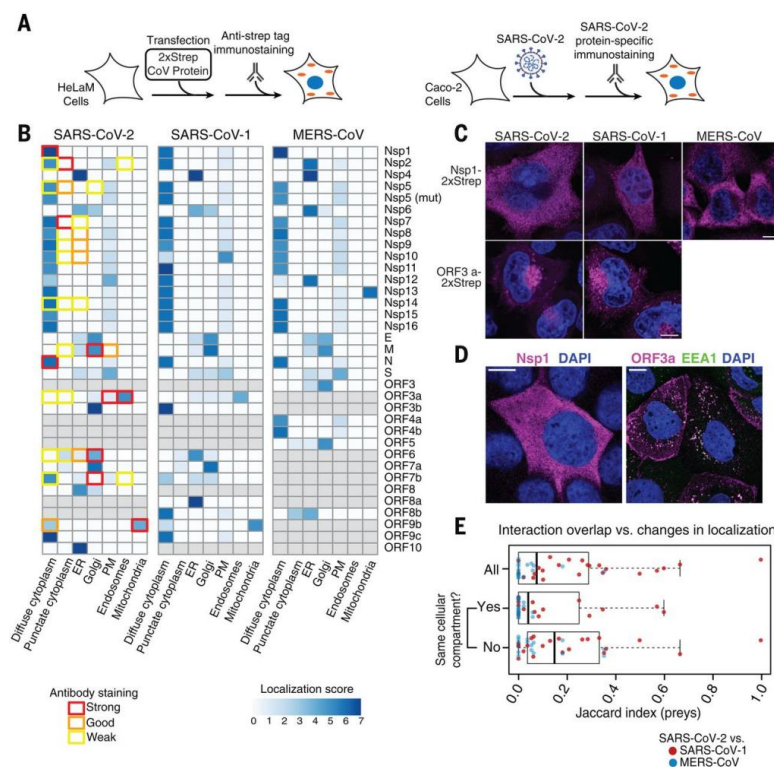 A
Transfection
2xStrep
CoV Protein
Anti-strep tag
immunostaining
HeLaM
Cells
SARS-CoV-2
SARS-CoV-2
protein-specific
immunostaining
Caco-2
Cells
B
SARS-CoV-2
SARS-CoV-1
MERS-CoV
Nsp1
Nsp2
Nsp4
Nsp5
Nsp5 (mut)
Nsp6
Nsp7
Nsp8
Nsp9
Nsp10
Nsp11
Nsp12
Nsp13
Nsp14
Nsp15
Nsp16
E
M
N
S
ORF3
ORF3a
ORF3b
ORF4a
ORF4b
ORF5
ORF6
ORF7a
ORF7b
ORF8
ORF8a
ORF8b
ORF9b
ORF9c
ORF10
Diffuse cytoplasm
Punctate cytoplasm
ER
Golgi
PM
Endosomes
Mitochondria
Diffuse cytoplasm
Punctate cytoplasm
ER
Golgi
PM
Endosomes
Mitochondria
Diffuse cytoplasm
Punctate cytoplasm
ER
Golgi
PM
Endosomes
Mitochondria
Antibody staining
Strong
Good
Weak
Localization score
0 1 2 3 4 5 6 7
C
SARS-CoV-2
SARS-CoV-1
MERS-CoV
Nsp1-
2xStrep
ORF3 a-
2xStrep
D
Nsp1 DAPI
ORF3a EEA1 DAPI
E
Interaction overlap vs. changes in localization
Same cellular
compartment?
All
Yes
No
0.0 0.2 0.4 0.6 0.8 1.0
Jaccard index (preys)
SARS-CoV-2 vs.
SARS-CoV-1
MERS-CoV